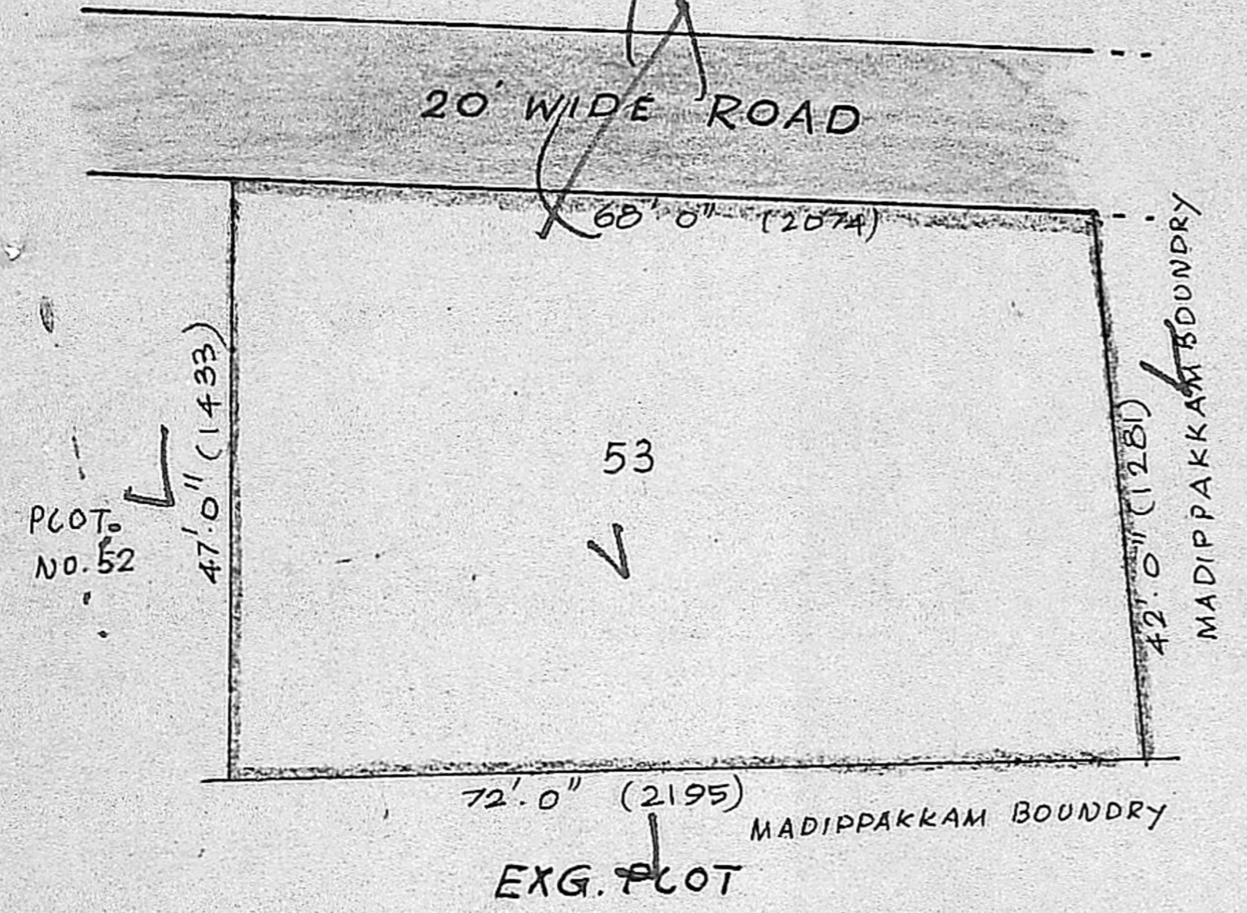 20' WIDE ROAD
68'.0" (2074)
47'.0" (1433)
PLOT.
NO.52
53
42'.0" (1281)
MADIPPAKKAM BOUNDRY
72'.0" (2195)
MADIPPAKKAM BOUNDRY
EXG. PLOT